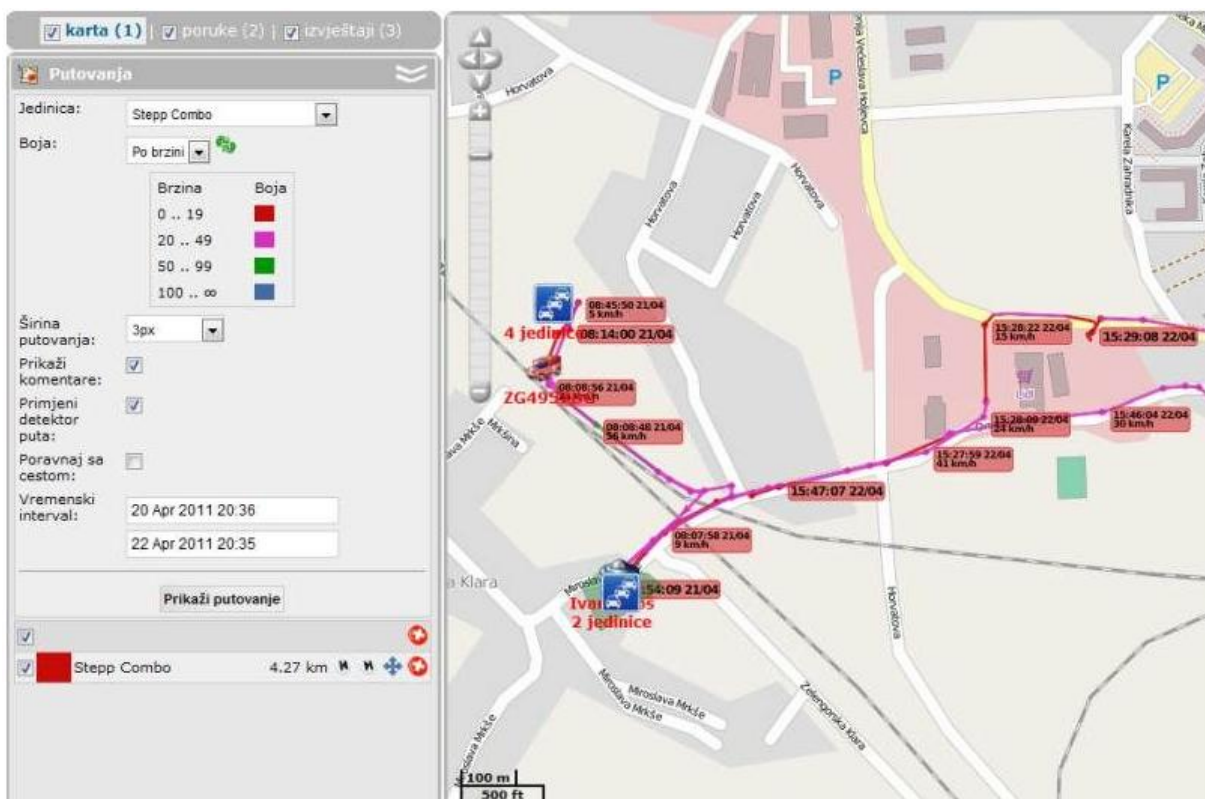 karta (1) | poruke (2) | izvještaji (3)
Putovanja
Jedinica:
Stepp Combo
Boja:
Po brzini
Brzina Boja
0 .. 19
20 .. 49
50 .. 99
100 .. ∞
Širina putovanja:
3px
Prikaži komentare:
Primjeni detektor puta:
Poravnaj sa cestom:
Vremenski interval:
20 Apr 2011 20:36
22 Apr 2011 20:35
Prikaži putovanje
Stepp Combo 4.27 km
Horvatova
Horvatova
Horvatova
Horvatova
P
P
Karela Zahradnika
08:45:50 21/04
5 km/h
4 jedinice
08:14:00 21/04
08:08:56 21/04
08:08:48 21/04
56 km/h
Mrkšina
15:28:22 22/04
15 km/h
15:29:08 22/04
Lidl
15:28:09 22/04
24 km/h
15:46:04 22/04
30 km/h
15:27:59 22/04
41 km/h
15:47:07 22/04
08:07:58 21/04
9 km/h
:54:09 21/04
2 jedinice
Klara
Horvatova
Miroslava Mrkše
Miroslava Mrkše
Miroslava Mrkše
Zelengorska Klara
100 m
500 ft